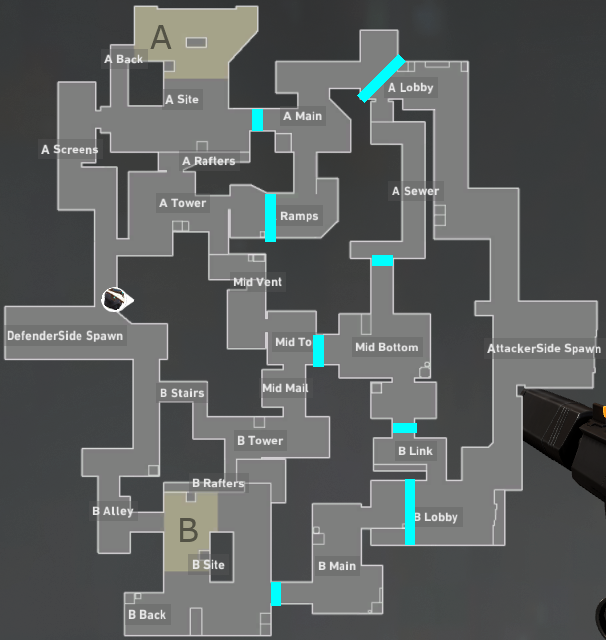 A
A Back
A Lobby
A Site
A Main
A Screens
A Rafters
A Sewer
A Tower
Ramps
Mid Vent
DefenderSide Spawn
Mid To
Mid Bottom
AttackerSide Spawn
Mid Mail
B Stairs
B Tower
B Link
B Rafters
B Alley
B Lobby
B
B Site
B Main
B Back